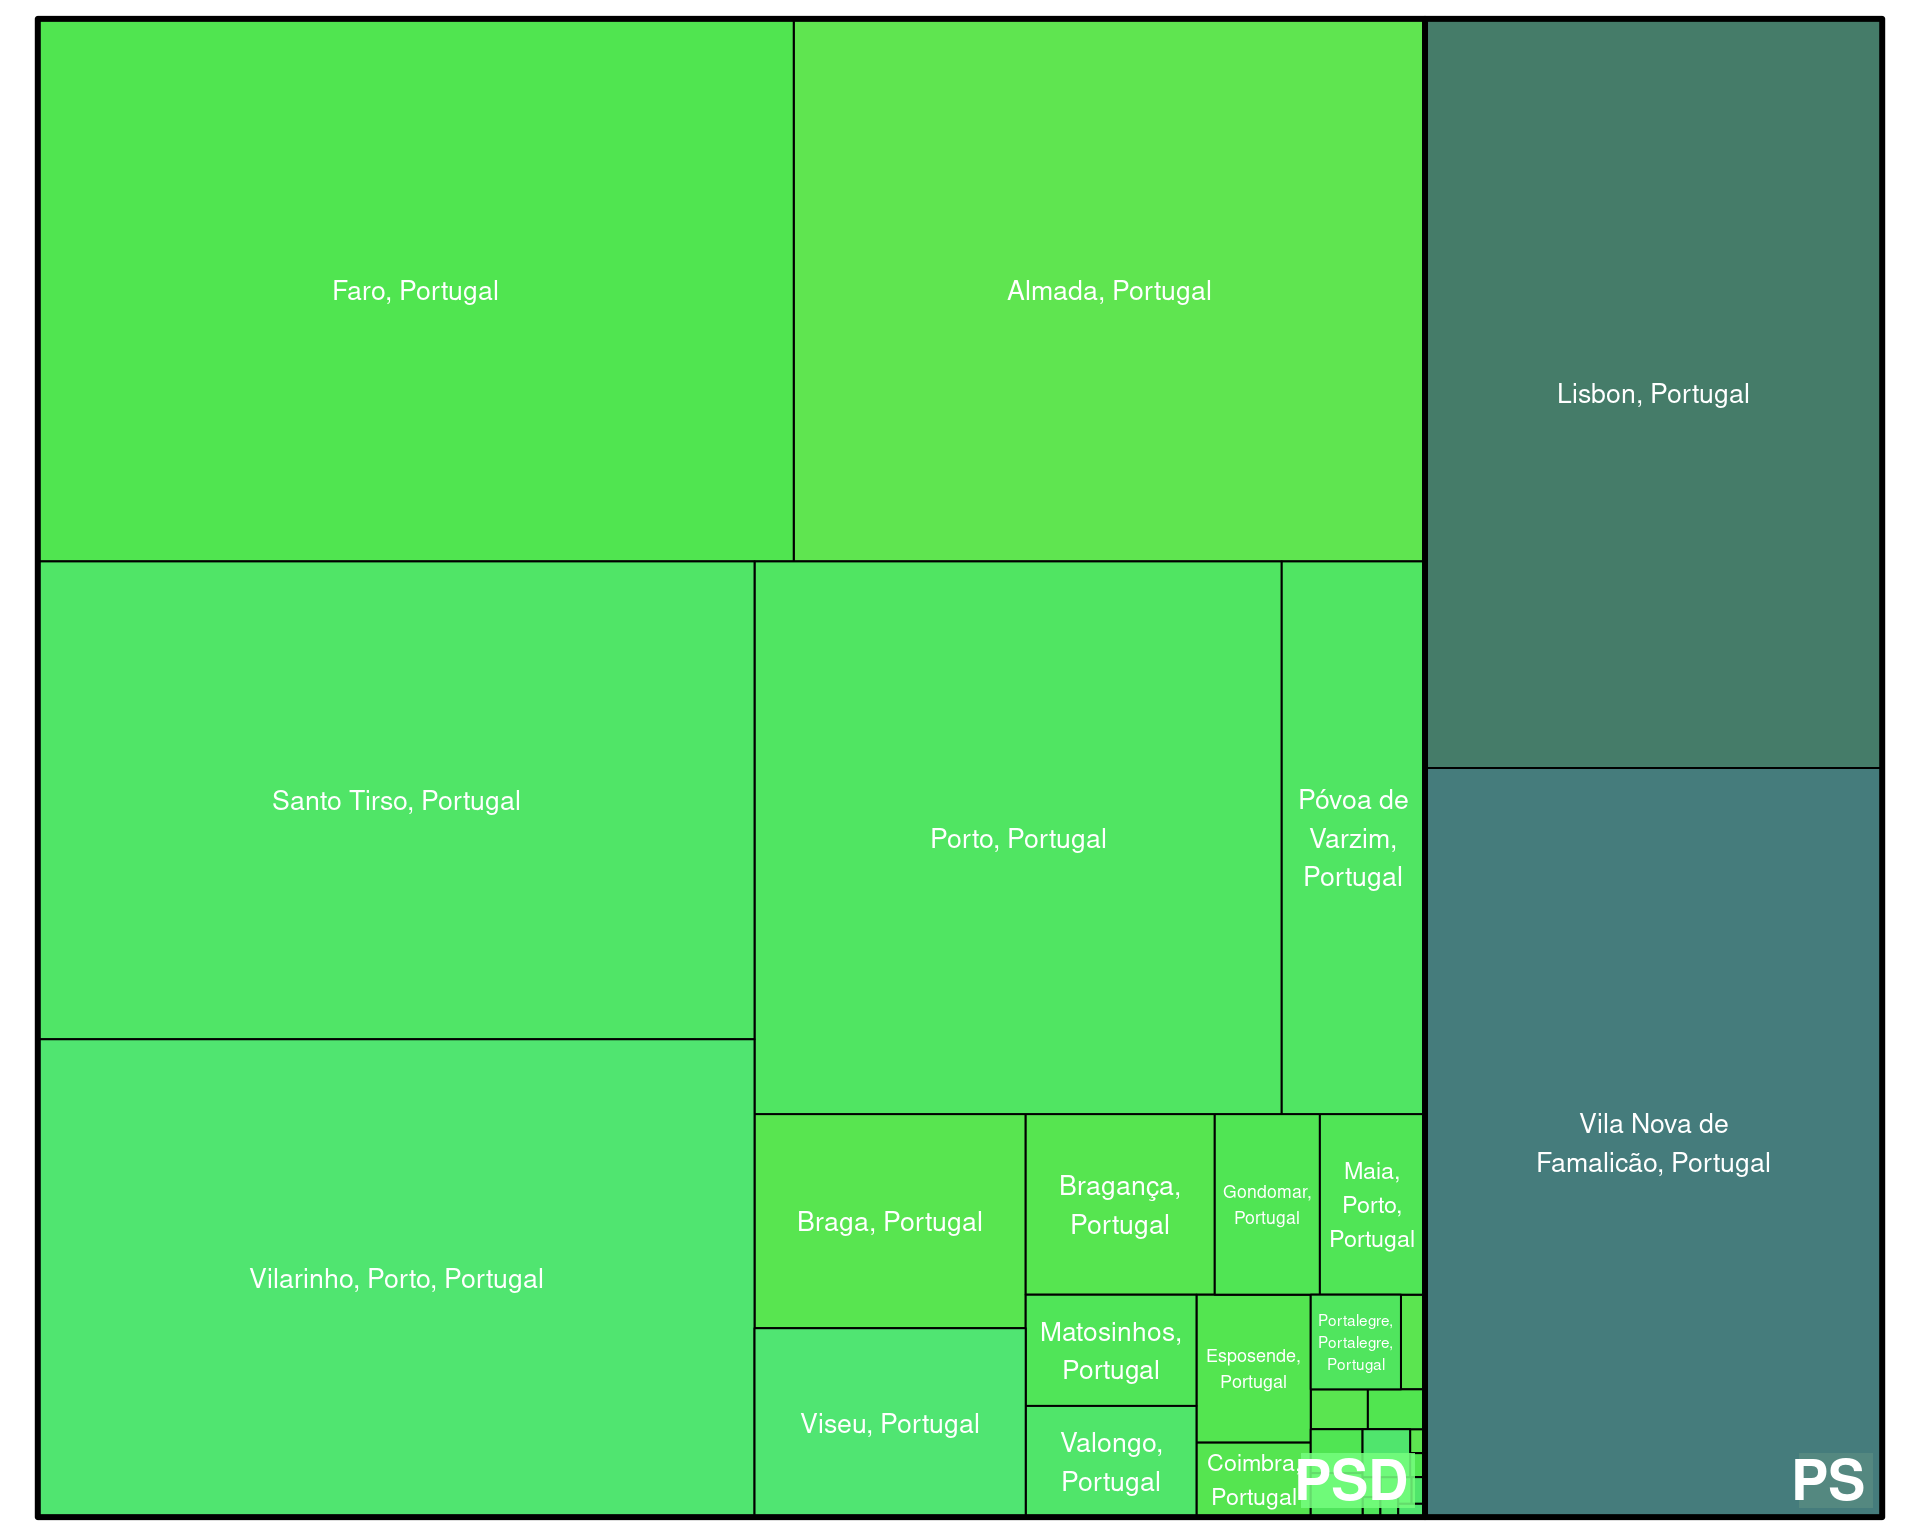 Faro, Portugal
Almada, Portugal
Lisbon, Portugal
Santo Tirso, Portugal
Porto, Portugal
Póvoa de
Varzim,
Portugal
Vila Nova de
Famalicão, Portugal
Vilarinho, Porto, Portugal
Braga, Portugal
Bragança,
Portugal
Gondomar,
Portugal
Maia,
Porto,
Portugal
Matosinhos,
Portugal
Esposende,
Portugal
Portalegre,
Portalegre,
Portugal
Viseu, Portugal
Valongo,
Portugal
Coimbra,
Portugal
PSD
PS